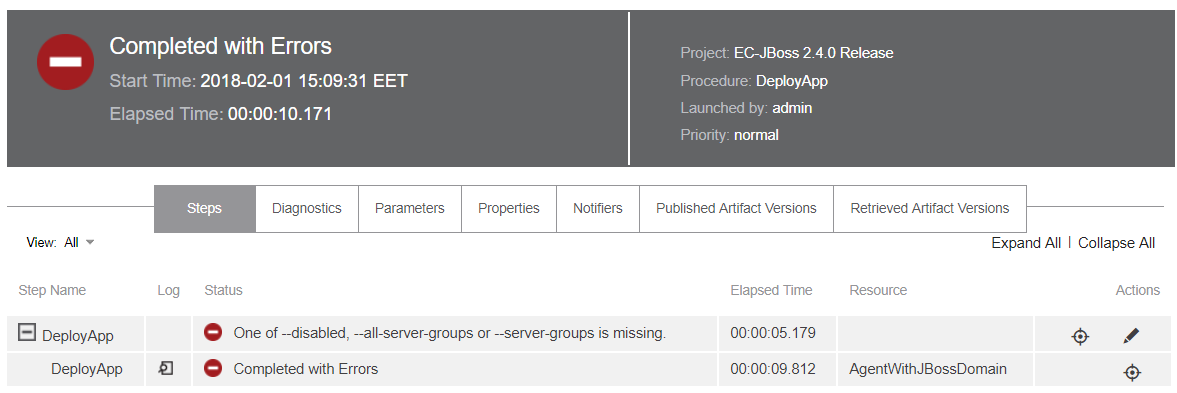 Completed with Errors
Start Time: 2018-02-01 15:09:31 EET
Elapsed Time: 00:00:10.171
Project: EC-JBoss 2.4.0 Release
Procedure: DeployApp
Launched by: admin
Priority: normal
Steps Diagnostics Parameters Properties Notifiers Published Artifact Versions Retrieved Artifact Versions
View: All Expand All | Collapse All
Step Name Log Status Elapsed Time Resource Actions
DeployApp One of --disabled, --all-server-groups or --server-groups is missing. 00:00:05.179
DeployApp Completed with Errors 00:00:09.812 AgentWithJBossDomain